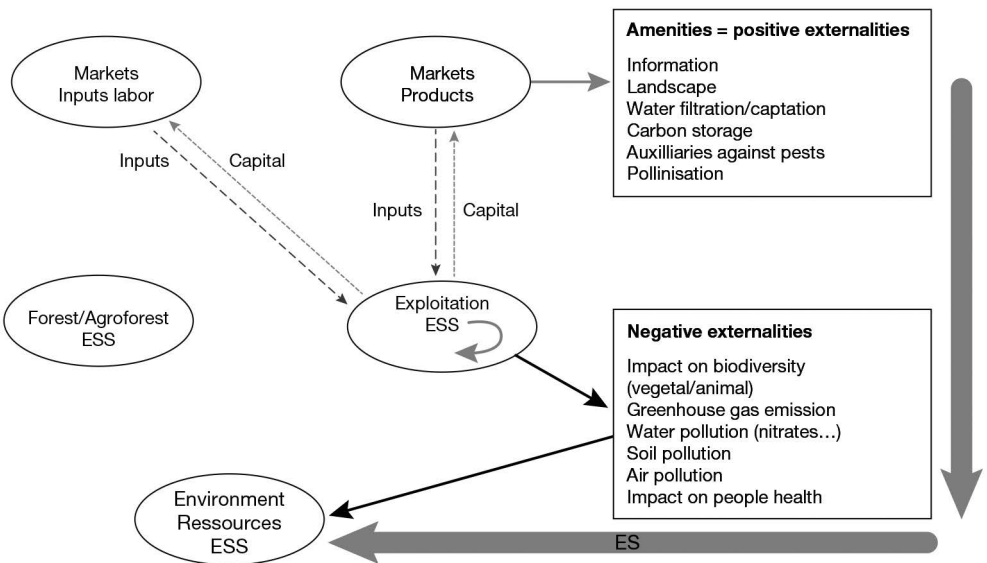 Markets
Inputs labor
Markets
Products
Amenities = positive externalities
Information
Landscape
Water filtration/captation
Carbon storage
Auxilliaries against pests
Pollinisation
Inputs
Capital
Inputs
Capital
Forest/Agroforest
ESS
Exploitation
ESS
Negative externalities
Impact on biodiversity
(vegetal/animal)
Greenhouse gas emission
Water pollution (nitrates…)
Soil pollution
Air pollution
Impact on people health
Environment
Ressources
ESS
ES